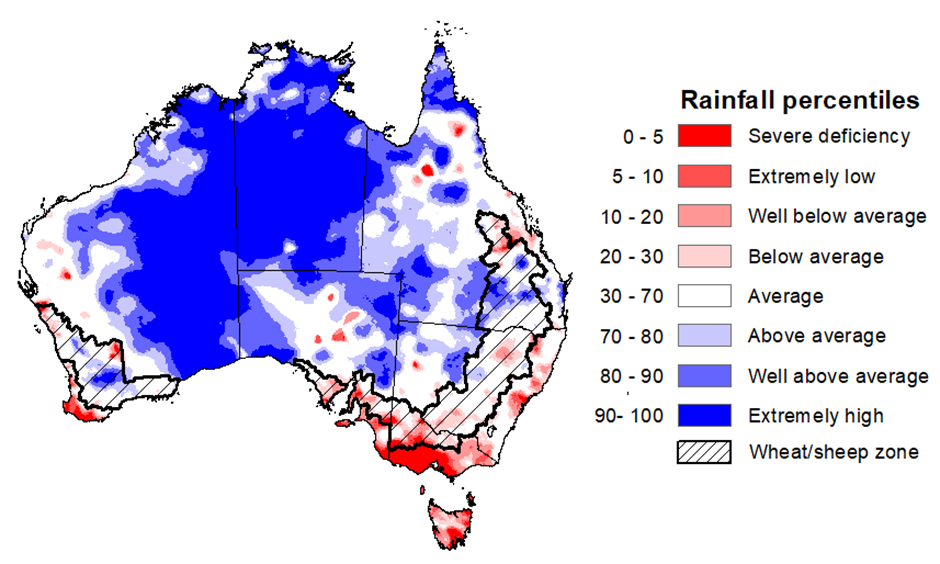 Rainfall percentiles
0 - 5 Severe deficiency
5 - 10 Extremely low
10 - 20 Well below average
20 - 30 Below average
30 - 70 Average
70 - 80 Above average
80 - 90 Well above average
90- 100 Extremely high
Wheat/sheep zone